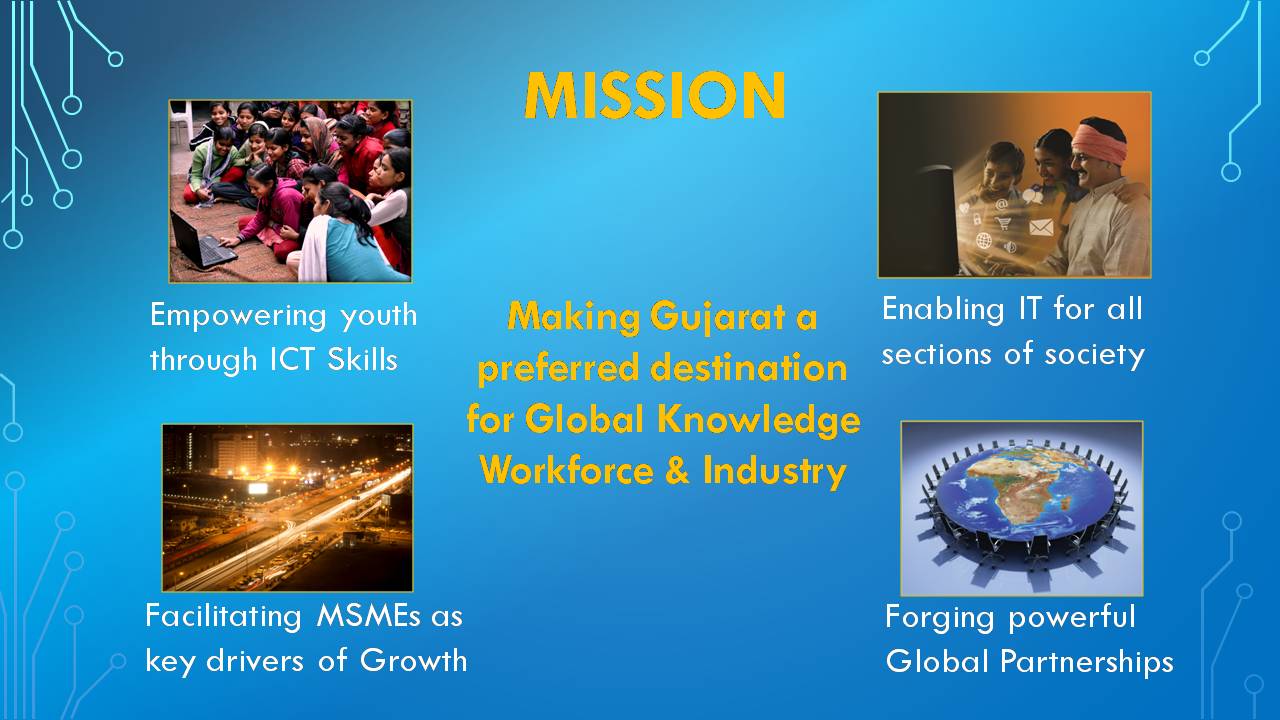 MISSION
Empowering youth
through ICT Skills
Making Gujarat a
preferred destination
for Global Knowledge
Workforce & Industry
Enabling IT for all
sections of society
Facilitating MSMEs as
key drivers of Growth
Forging powerful
Global Partnerships